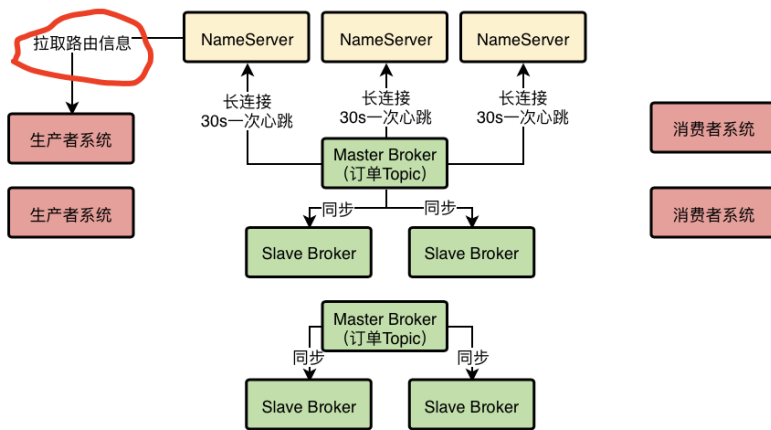 NameServer
NameServer
NameServer
拉取路由信息
长连接
30s一次心跳
长连接
30s一次心跳
长连接
30s一次心跳
生产者系统
消费者系统
Master Broker
(订单Topic)
生产者系统
消费者系统
同步
同步
Slave Broker
Slave Broker
Master Broker
(订单Topic)
同步
同步
Slave Broker
Slave Broker